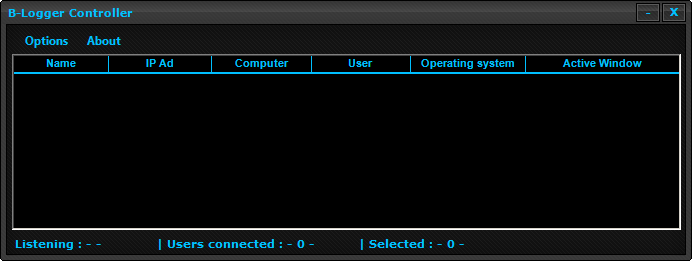 B-Logger Controller - X
Options About
Name IP Ad Computer User Operating system Active Window
Listening : - - | Users connected : - 0 - | Selected : - 0 -